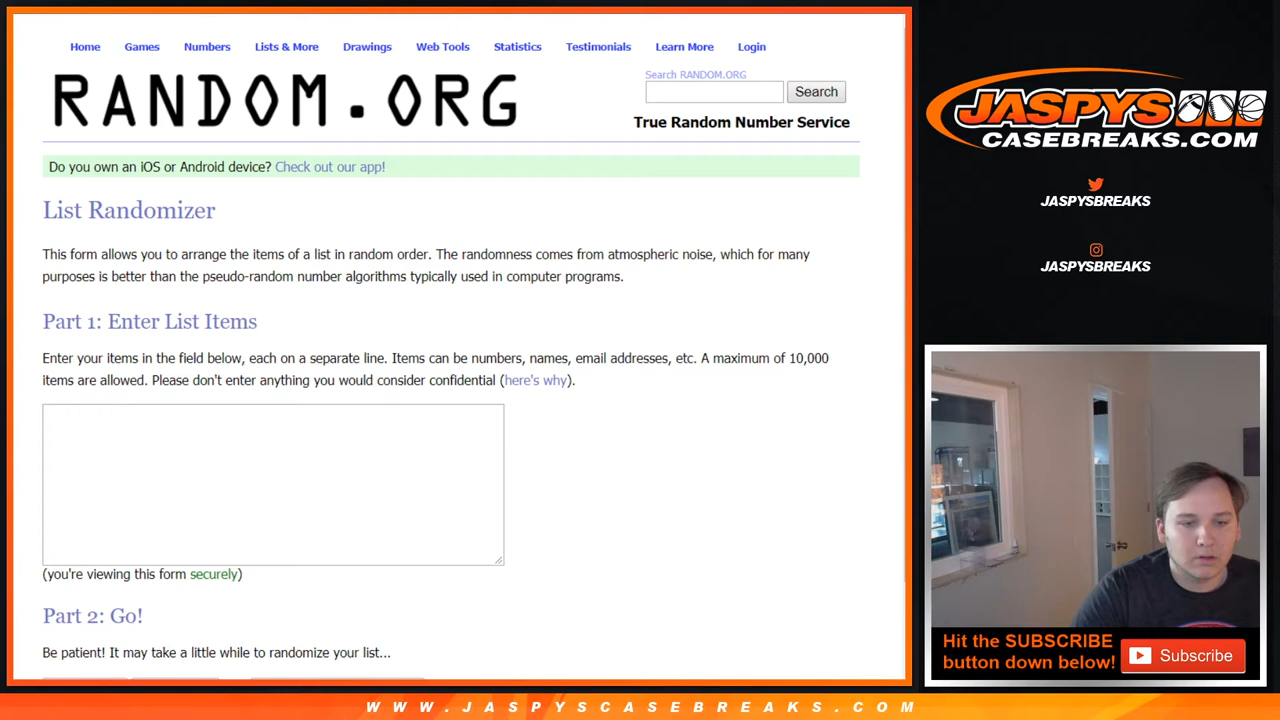 Home Games Numbers Lists & More Drawings Web Tools Statistics Testimonials Learn More Login
RANDOM.ORG
Search RANDOM.ORG
Search
True Random Number Service
Do you own an iOS or Android device? Check out our app!
List Randomizer
This form allows you to arrange the items of a list in random order. The randomness comes from atmospheric noise, which for many
purposes is better than the pseudo-random number algorithms typically used in computer programs.
Part 1: Enter List Items
Enter your items in the field below, each on a separate line. Items can be numbers, names, email addresses, etc. A maximum of 10,000
items are allowed. Please don't enter anything you would consider confidential (here's why).
(you're viewing this form securely)
Part 2: Go!
Be patient! It may take a little while to randomize your list...
JASPYS
CASEBREAKS.COM
JASPYSBREAKS
JASPYSBREAKS
Hit the SUBSCRIBE
button down below!
Subscribe
WWW.JASPYSCASEBREAKS.COM